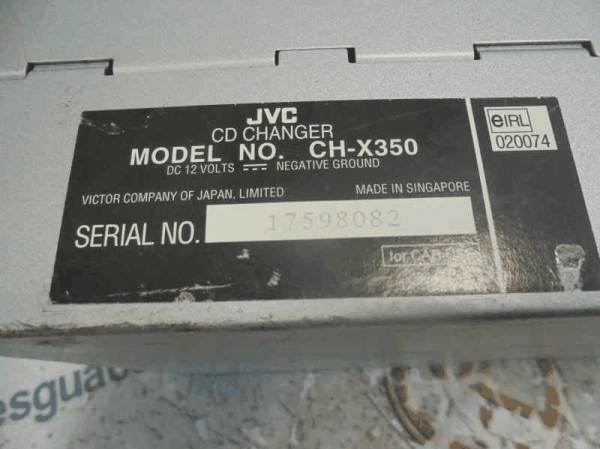 JVC
CD CHANGER
MODEL NO. CH-X350
DC 12 VOLTS NEGATIVE GROUND
VICTOR COMPANY OF JAPAN, LIMITED MADE IN SINGAPORE
SERIAL NO. 17598082
for CAR
eIRL
020074
esgua